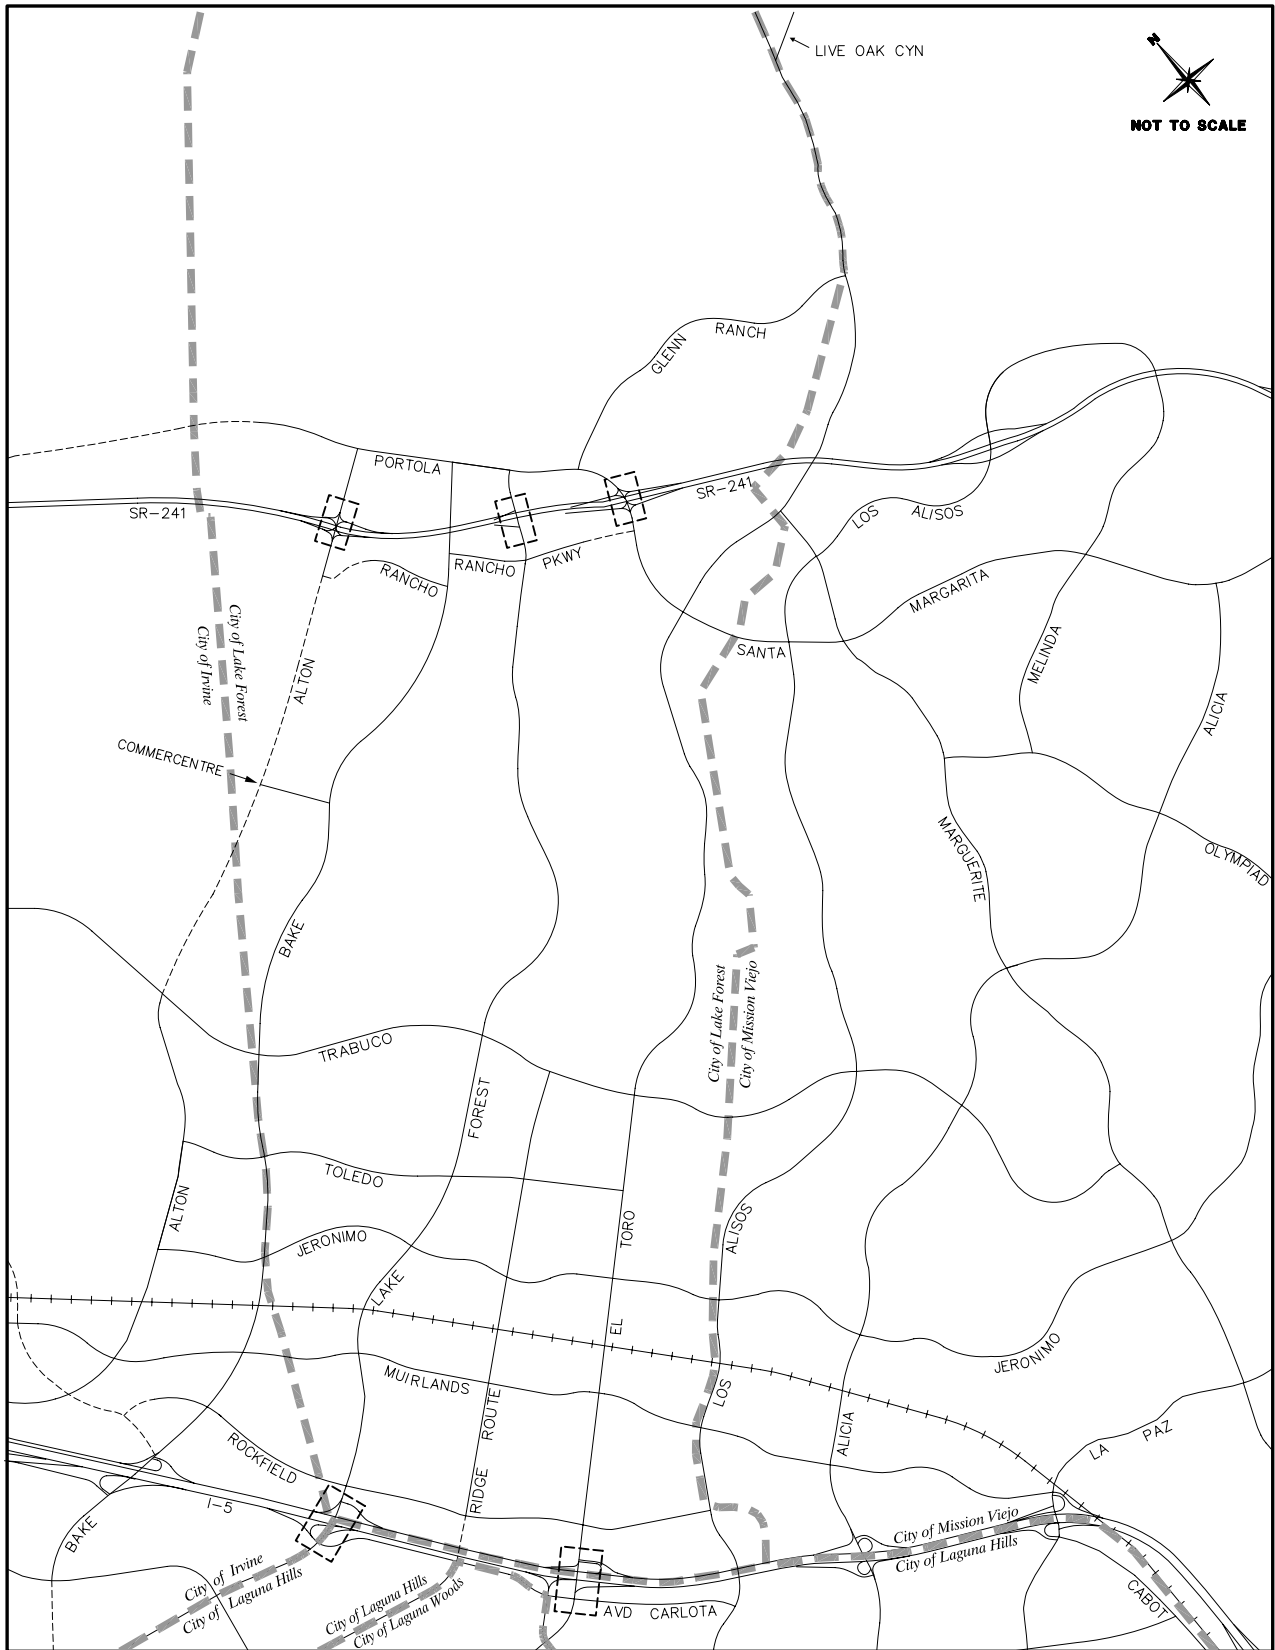 LIVE OAK CYN
N
NOT TO SCALE
GLENN
RANCH
PORTOLA
SR-241
SR-241
LOS
ALISOS
RANCHO
RANCHO
PKWY
MARGARITA
SANTA
City of Lake Forest
City of Irvine
ALTON
MELINDA
ALICIA
COMMERCENTRE
MARGUERITE
OLYMPIAD
BAKE
City of Lake Forest
City of Mission Viejo
TRABUCO
FOREST
TOLEDO
ALTON
JERONIMO
TORO
ALISOS
LAKE
EL
JERONIMO
MUIRLANDS
LOS
ROUTE
ALICIA
LA
PAZ
ROCKFIELD
RIDGE
I-5
BAKE
City of Mission Viejo
City of Laguna Hills
City of Irvine
City of Laguna Hills
City of Laguna Hills
City of Laguna Woods
AVD CARLOTA
CABOT